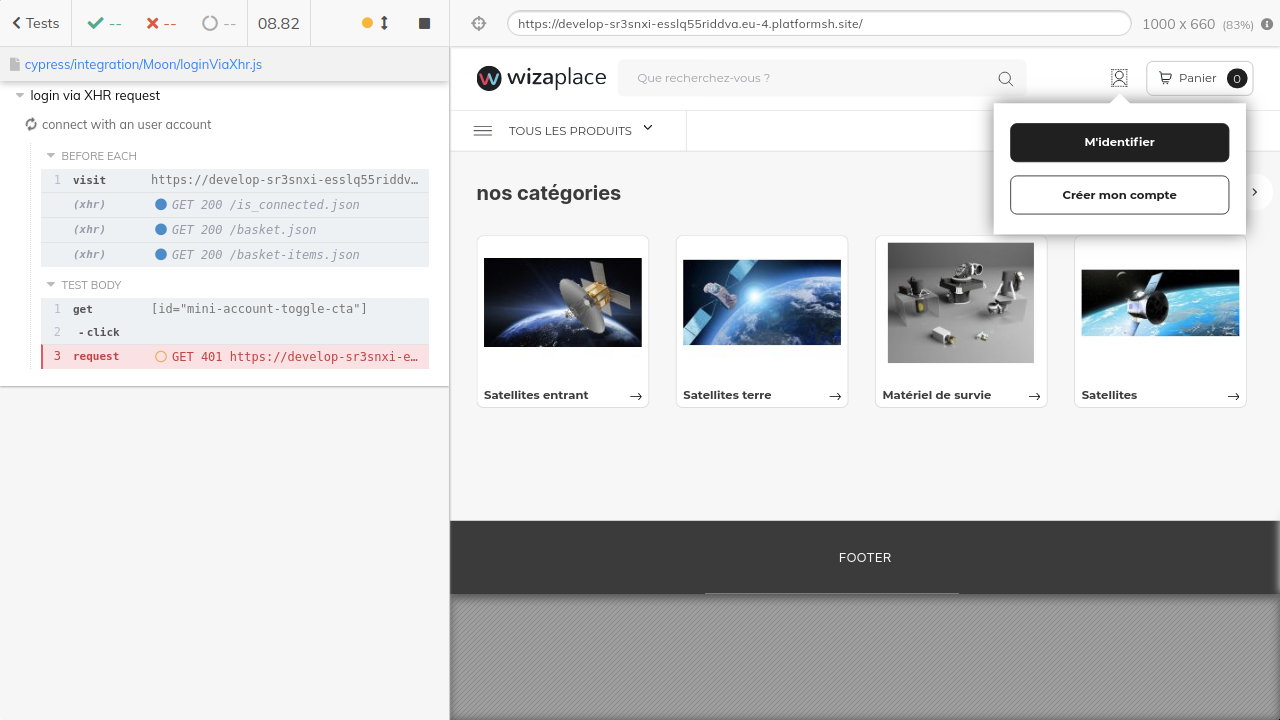 Tests
--
--
--
08.82
https://develop-sr3snxi-esslq55riddva.eu-4.platformsh.site/
1000 x 660 (83%)
cypress/integration/Moon/loginViaXhr.js
login via XHR request
connect with an user account
BEFORE EACH
1 visit https://develop-sr3snxi-esslq55riddv…
(xhr) GET 200 /is_connected.json
(xhr) GET 200 /basket.json
(xhr) GET 200 /basket-items.json
TEST BODY
1 get [id="mini-account-toggle-cta"]
2 - click
3 request GET 401 https://develop-sr3snxi-e…
wizaplace
Que recherchez-vous ?
Panier 0
TOUS LES PRODUITS
M'identifier
Créer mon compte
nos catégories
Satellites entrant
Satellites terre
Matériel de survie
Satellites
FOOTER